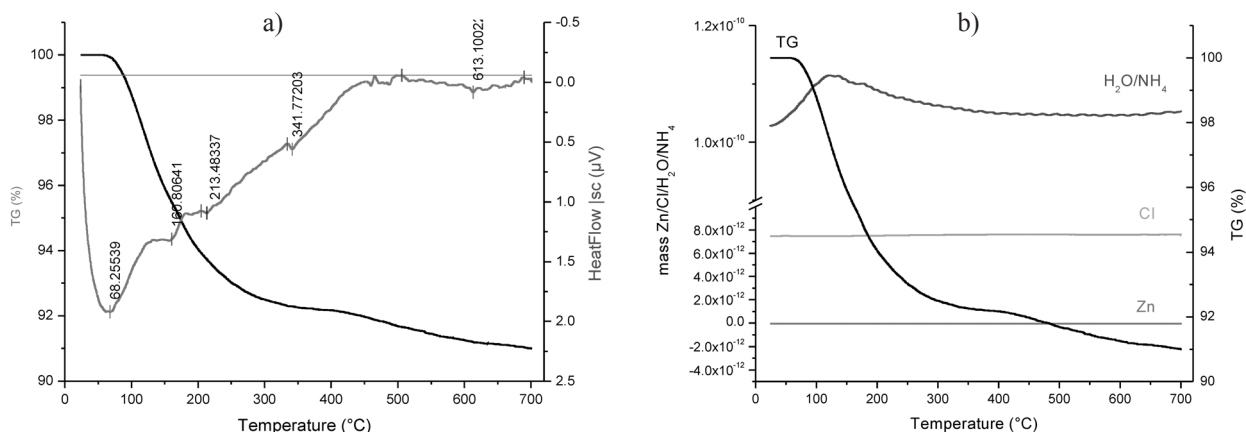 a)
100
98
96
94
92
90
TG (%)
0
100
200
300
400
500
600
700
Temperature (°C)
-0.5
0.0
0.5
1.0
1.5
2.0
2.5
HeatFlow |sc (µV)
68.25539
160.80641
213.48337
341.77203
613.1002
b)
1.2x10⁻¹⁰
1.0x10⁻¹⁰
8.0x10⁻¹²
6.0x10⁻¹²
4.0x10⁻¹²
2.0x10⁻¹²
0.0
-2.0x10⁻¹²
-4.0x10⁻¹²
mass Zn/Cl/H₂O/NH₄
TG
H₂O/NH₄
Cl
Zn
0
100
200
300
400
500
600
700
Temperature (°C)
100
98
96
94
92
90
TG (%)